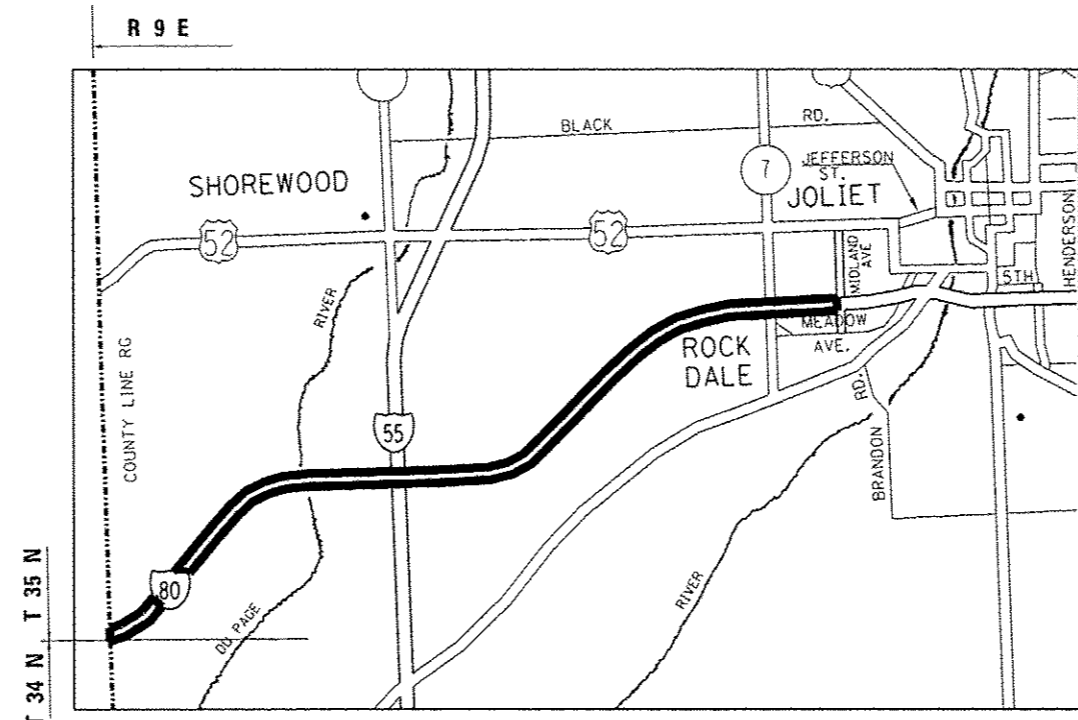 R 9 E
BLACK
RD.
SHOREWOOD
7
JEFFERSON
ST.
JOLIET
52
52
MIDLAND
AVE
HENDERSON
5TH
RIVER
MEADOW
AVE.
ROCK
DALE
COUNTY LINE RG
55
RD.
BRANDON
T 35 N
80
RIVER
DU PAGE
T 34 N